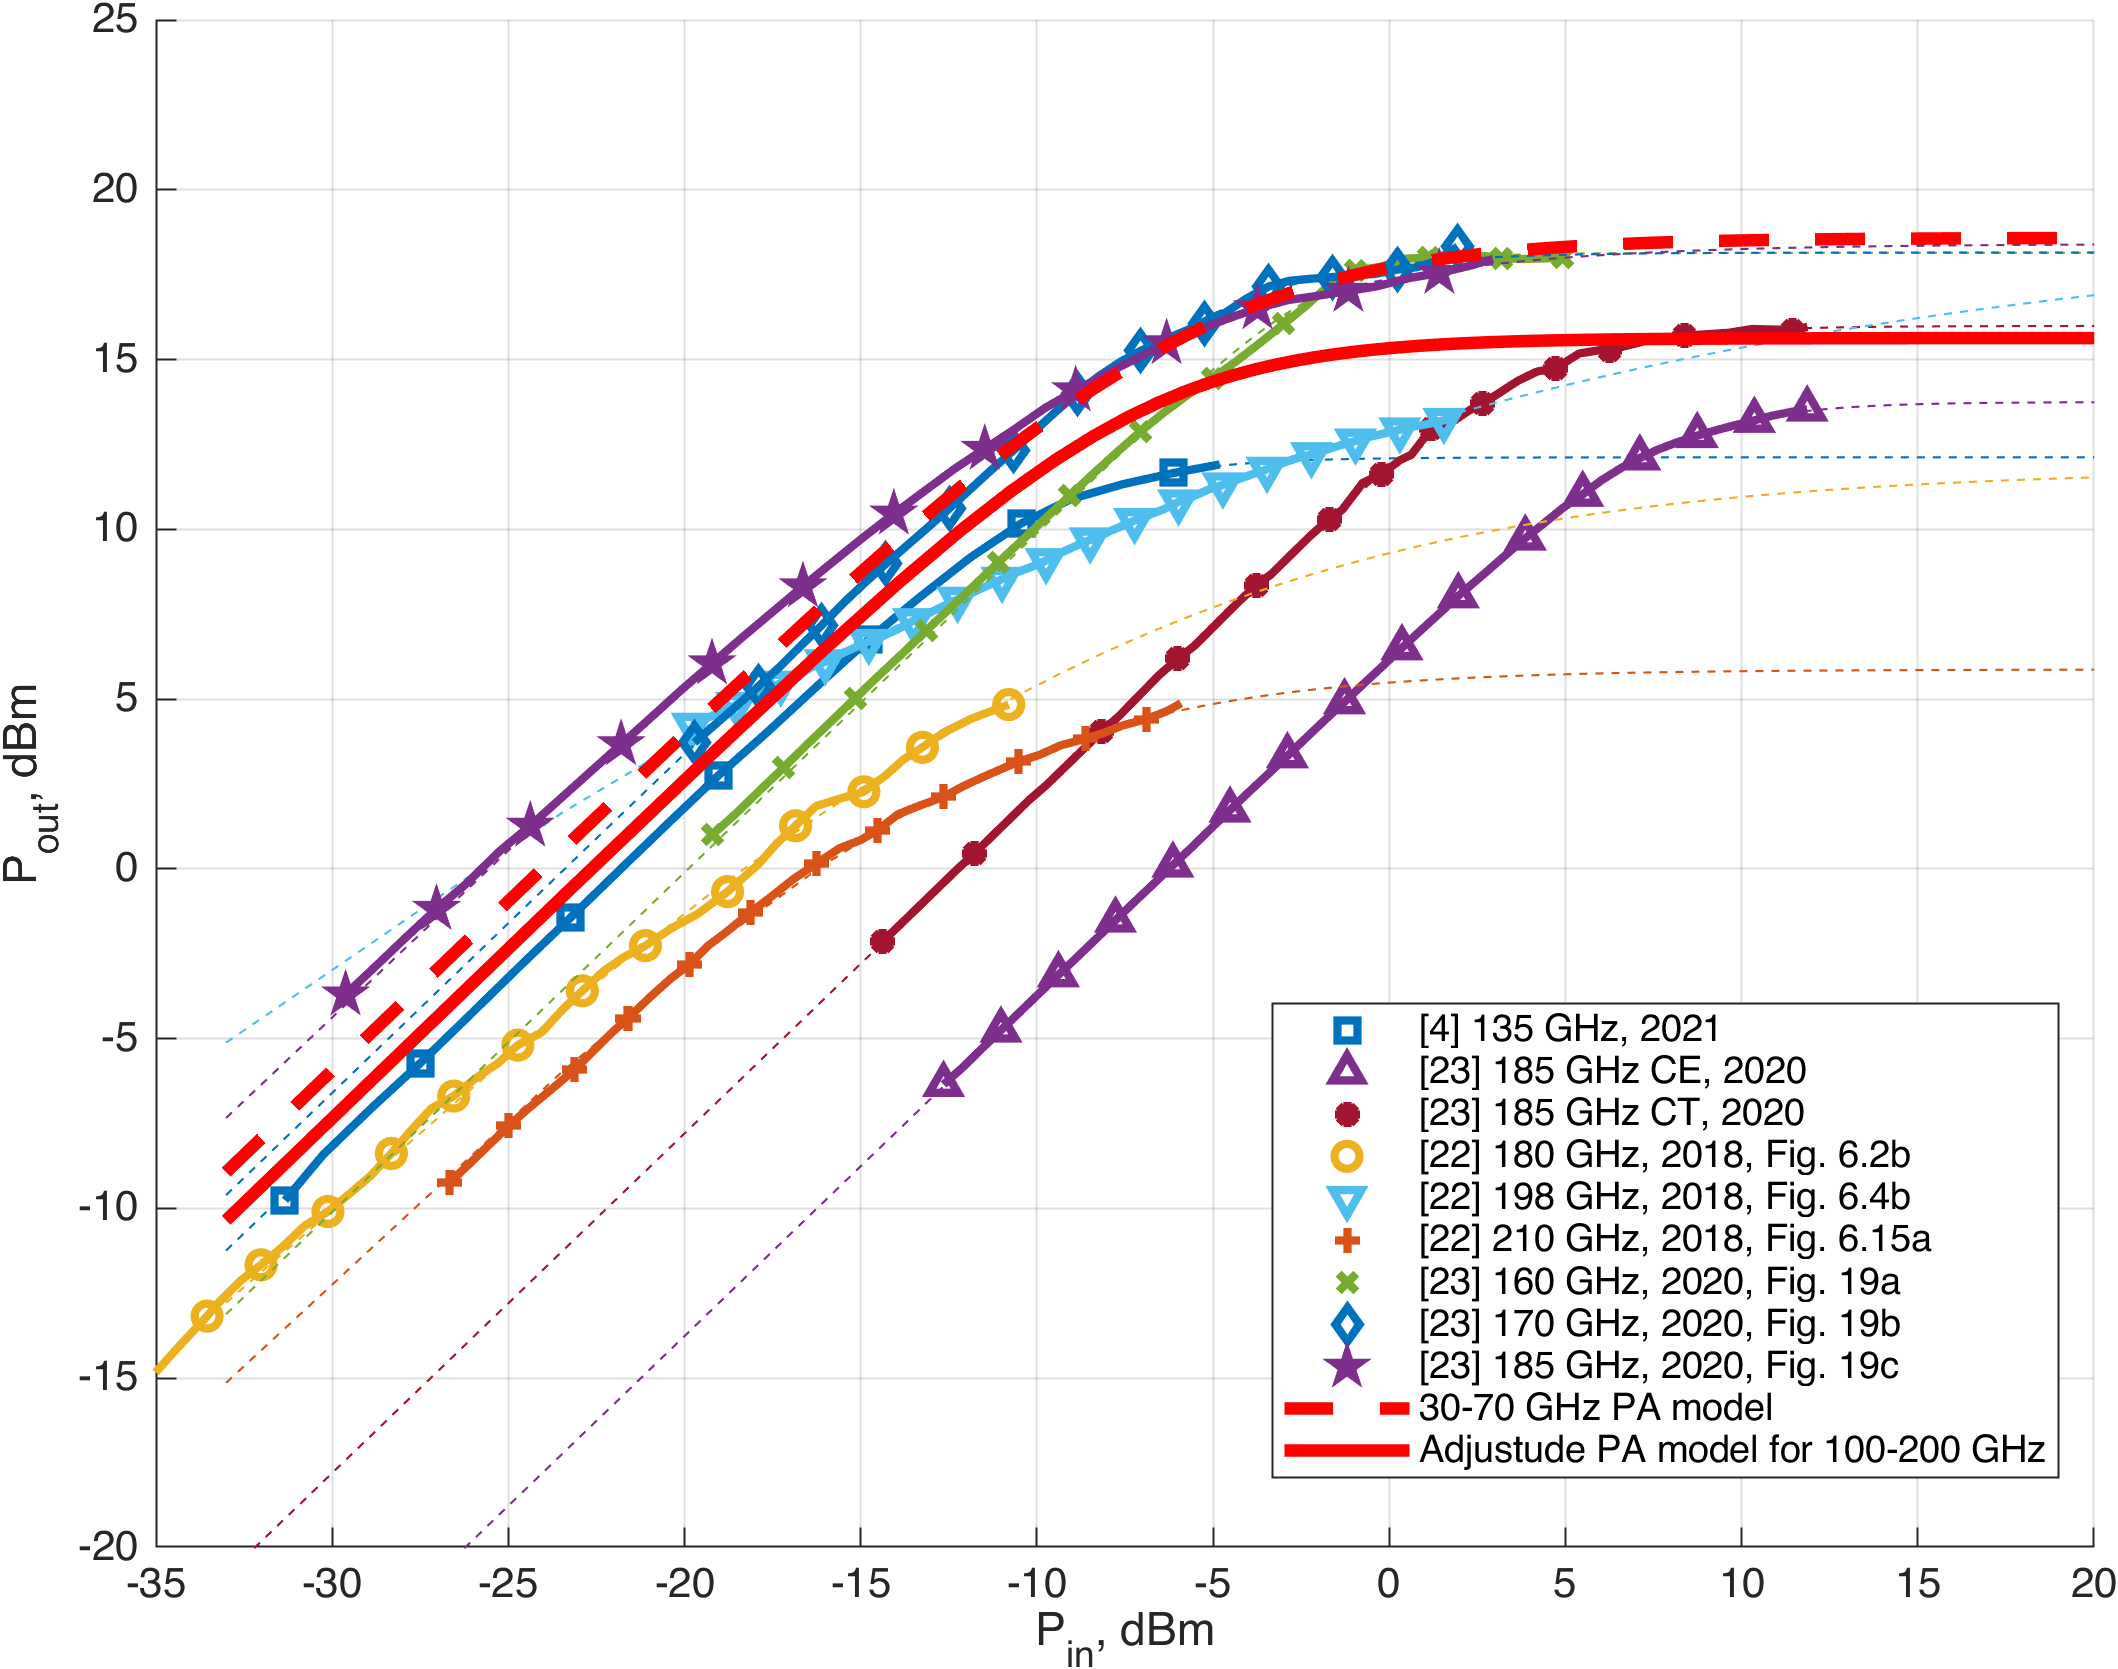 25
20
15
10
5
0
-5
-10
-15
-20
-35 -30 -25 -20 -15 -10 -5 0 5 10 15 20
P_in, dBm
P_out, dBm
[4] 135 GHz, 2021
[23] 185 GHz CE, 2020
[23] 185 GHz CT, 2020
[22] 180 GHz, 2018, Fig. 6.2b
[22] 198 GHz, 2018, Fig. 6.4b
[22] 210 GHz, 2018, Fig. 6.15a
[23] 160 GHz, 2020, Fig. 19a
[23] 170 GHz, 2020, Fig. 19b
[23] 185 GHz, 2020, Fig. 19c
30-70 GHz PA model
Adjustude PA model for 100-200 GHz